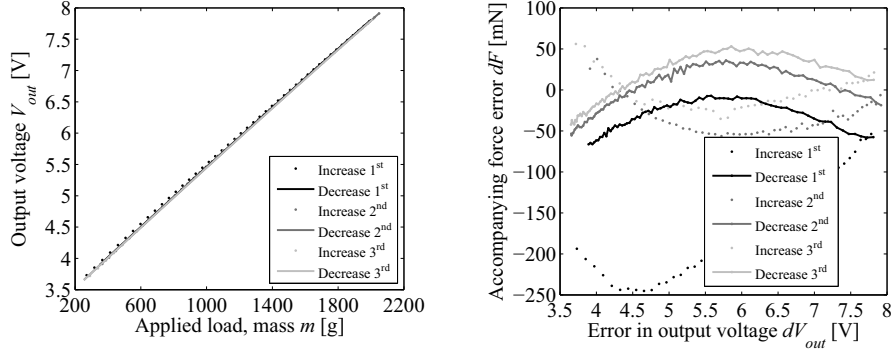 8
7.5
7
6.5
6
5.5
5
4.5
4
3.5
200 600 1000 1400 1800 2200
Output voltage V_out [V]
Applied load, mass m [g]
Increase 1st
Decrease 1st
Increase 2nd
Decrease 2nd
Increase 3rd
Decrease 3rd
100
50
0
−50
−100
−150
−200
−250
3.5 4 4.5 5 5.5 6 6.5 7 7.5 8
Accompanying force error dF [mN]
Error in output voltage dV_out [V]
Increase 1st
Decrease 1st
Increase 2nd
Decrease 2nd
Increase 3rd
Decrease 3rd